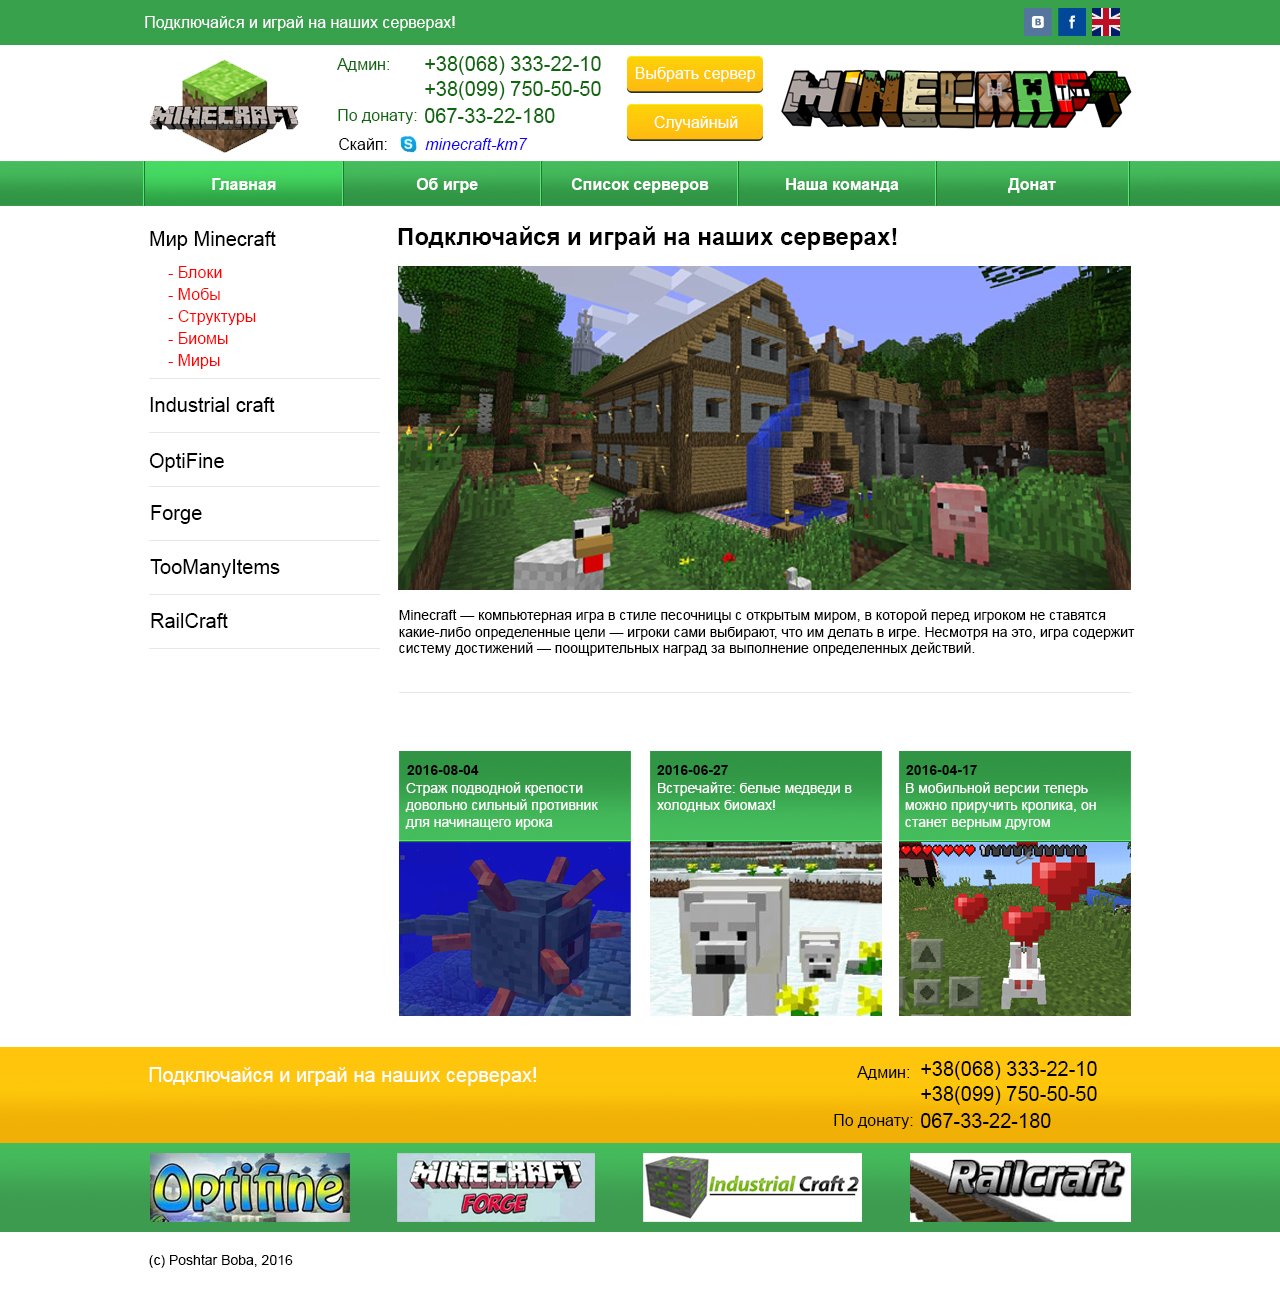 Подключайся и играй на наших серверах!
В f
MINECRAFT
Админ: +38(068) 333-22-10
+38(099) 750-50-50
По донату: 067-33-22-180
Скайп: minecraft-km7
Выбрать сервер
Случайный
MINECRAFT
Главная
Об игре
Список серверов
Наша команда
Донат
Мир Minecraft
- Блоки
- Мобы
- Структуры
- Биомы
- Миры
Industrial craft
OptiFine
Forge
TooManyItems
RailCraft
Подключайся и играй на наших серверах!
Minecraft — компьютерная игра в стиле песочницы с открытым миром, в которой перед игроком не ставятся
какие-либо определенные цели — игроки сами выбирают, что им делать в игре. Несмотря на это, игра содержит
систему достижений — поощрительных наград за выполнение определенных действий.
2016-08-04
Страж подводной крепости
довольно сильный противник
для начинащего ирока
2016-06-27
Встречайте: белые медведи в
холодных биомах!
2016-04-17
В мобильной версии теперь
можно приручить кролика, он
станет верным другом
Подключайся и играй на наших серверах!
Админ: +38(068) 333-22-10
+38(099) 750-50-50
По донату: 067-33-22-180
Optifine
MINECRAFT
FORGE
Industrial Craft 2
Railcraft
(c) Poshtar Boba, 2016